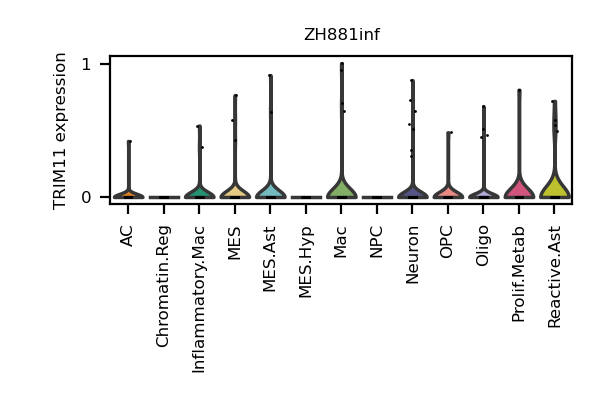 ZH881inf
TRIM11 expression
1
0
AC
Chromatin.Reg
Inflammatory.Mac
MES
MES.Ast
MES.Hyp
Mac
NPC
Neuron
OPC
Oligo
Prolif.Metab
Reactive.Ast